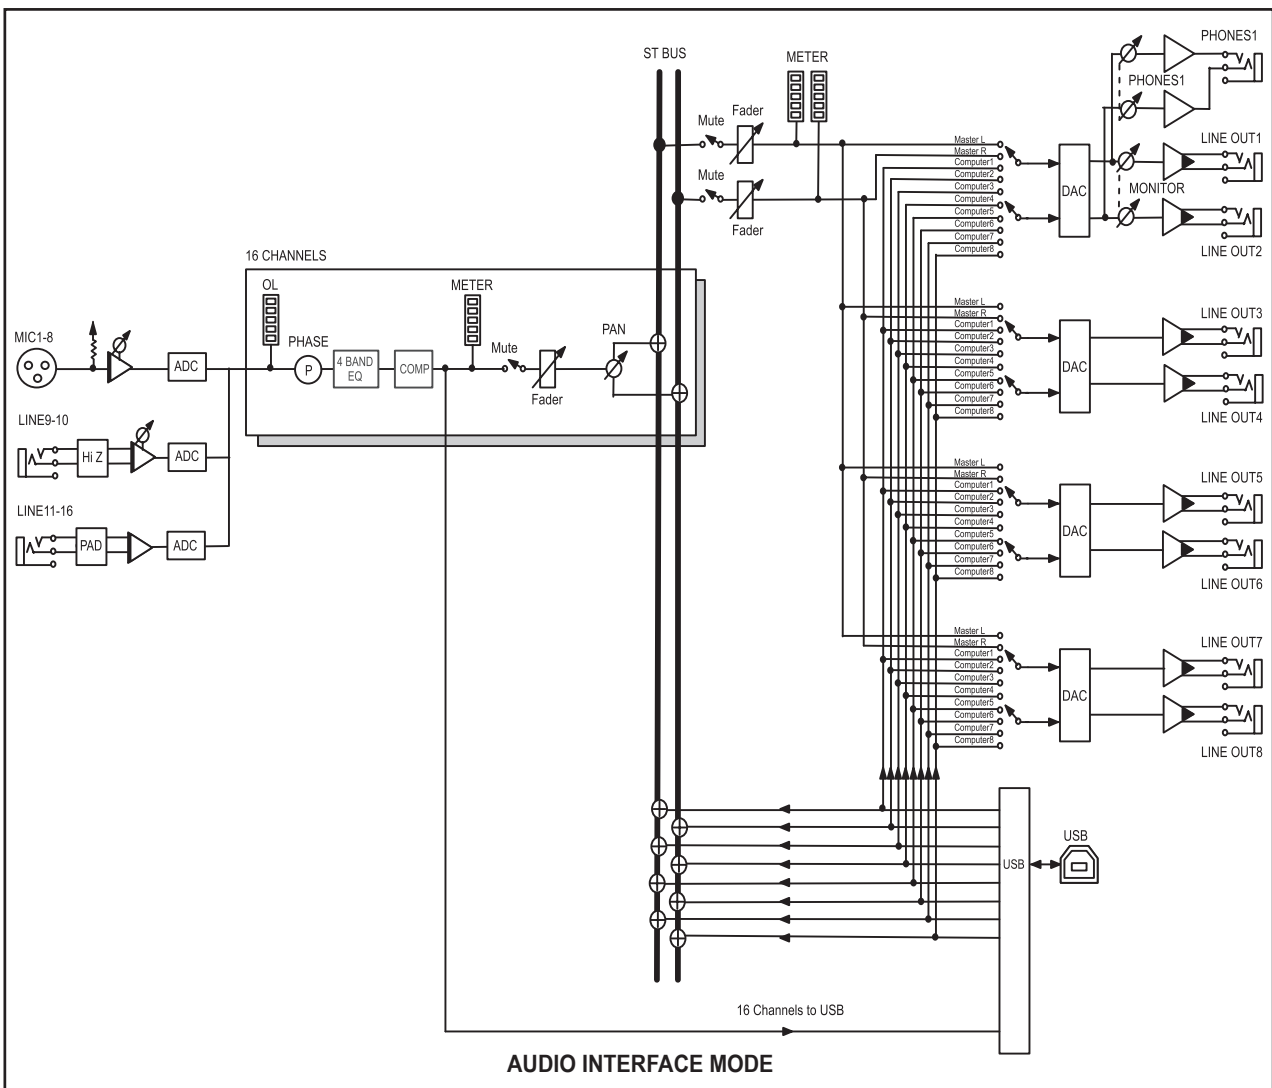 ST BUS
METER
PHONES1
PHONES1
Mute
Fader
Mute
Fader
Master L
Master R
Computer1
Computer2
Computer3
Computer4
Computer5
Computer6
Computer7
Computer8
DAC
LINE OUT1
MONITOR
LINE OUT2
16 CHANNELS
OL
METER
PAN
MIC1-8
ADC
PHASE
P
4 BAND
EQ
COMP
Mute
Fader
LINE9-10
Hi Z
ADC
LINE11-16
PAD
ADC
Master L
Master R
Computer1
Computer2
Computer3
Computer4
Computer5
Computer6
Computer7
Computer8
DAC
LINE OUT3
LINE OUT4
Master L
Master R
Computer1
Computer2
Computer3
Computer4
Computer5
Computer6
Computer7
Computer8
DAC
LINE OUT5
LINE OUT6
Master L
Master R
Computer1
Computer2
Computer3
Computer4
Computer5
Computer6
Computer7
Computer8
DAC
LINE OUT7
LINE OUT8
USB
USB
16 Channels to USB
AUDIO INTERFACE MODE